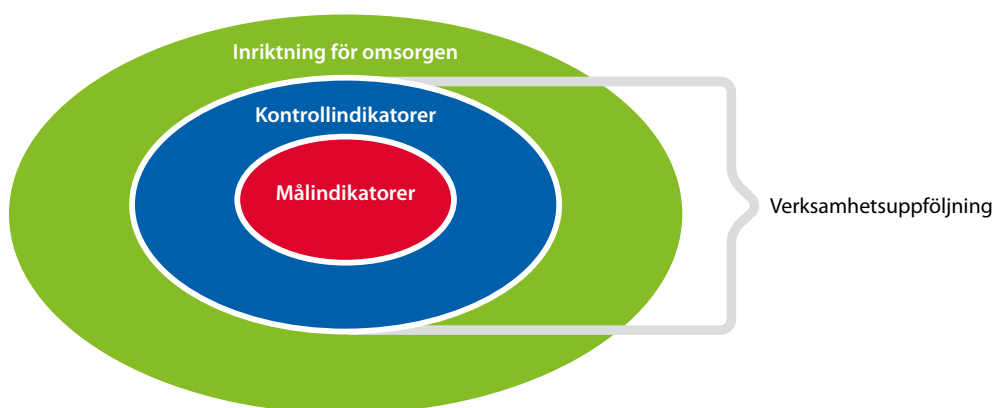 Inriktning för omsorgen
Kontrollindikatorer
Målindikatorer
Verksamhetsuppföljning